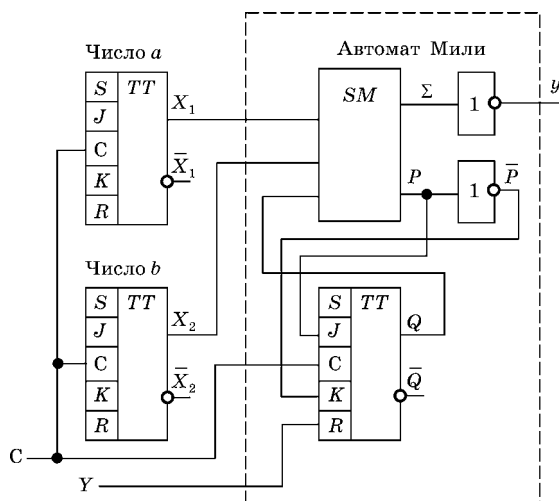 Число a
Автомат Мили
S TT
J
C
K
R
X₁
X̄₁
SM
Σ
P
1
y
1
P̄
Число b
S TT
J
C
K
R
X₂
X̄₂
S TT
J
C
K
R
Q
Q̄
C
Y